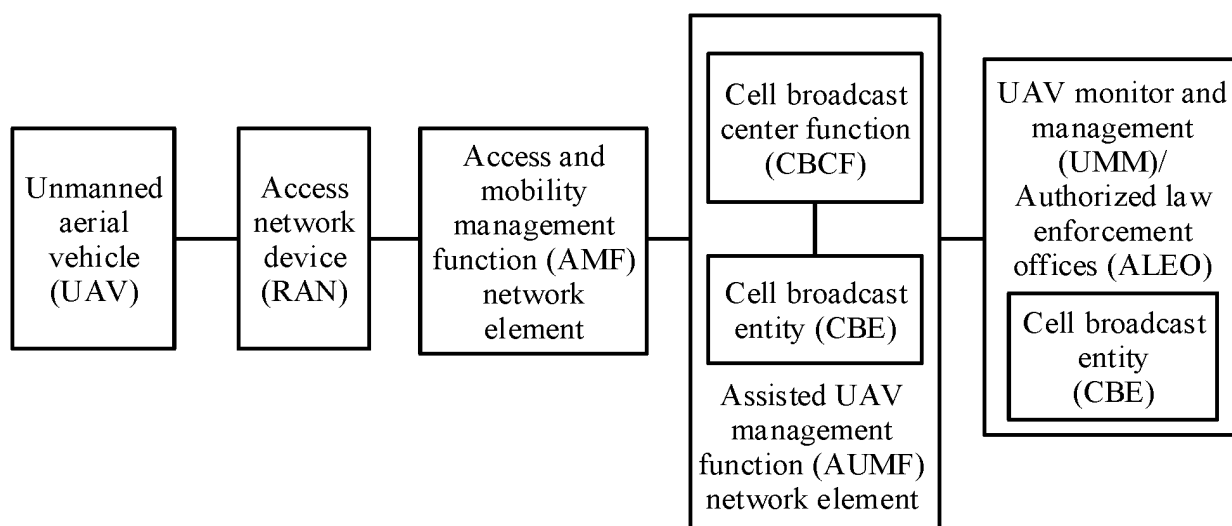 Unmanned
aerial
vehicle
(UAV)
Access
network
device
(RAN)
Access and
mobility
management
function (AMF)
network
element
Cell broadcast
center function
(CBCF)
Cell broadcast
entity (CBE)
Assisted UAV
management
function (AUMF)
network element
UAV monitor and
management
(UMM)/
Authorized law
enforcement
offices (ALEO)
Cell broadcast
entity
(CBE)